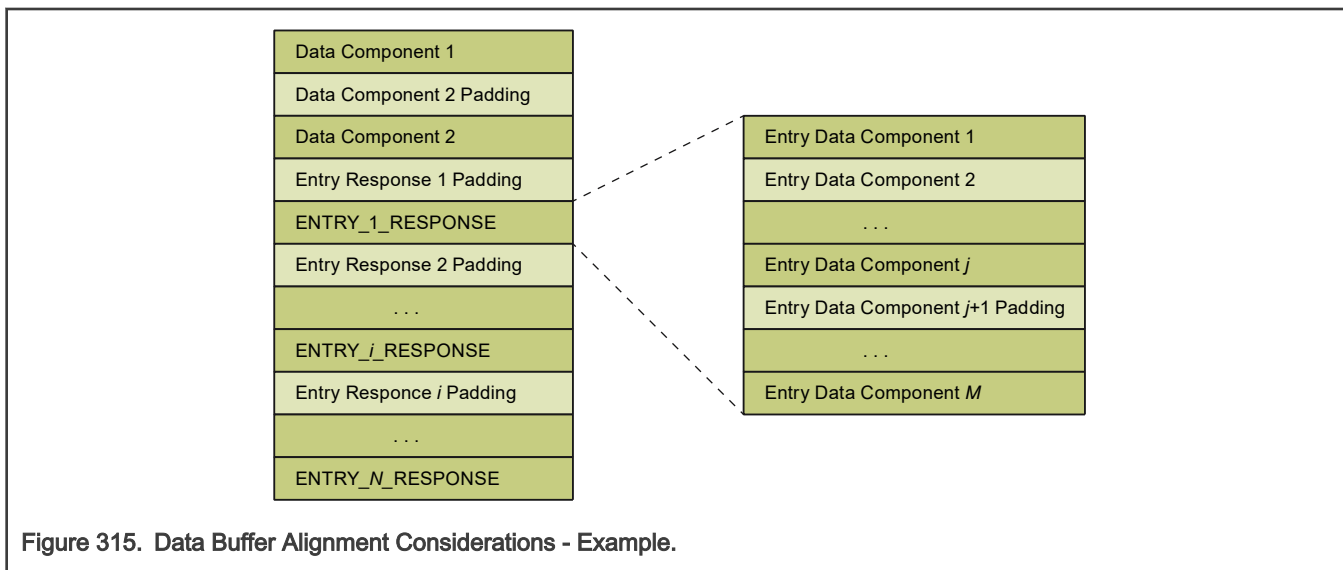 Data Component 1
Data Component 2 Padding
Data Component 2
Entry Response 1 Padding
ENTRY_1_RESPONSE
Entry Response 2 Padding
. . .
ENTRY_i_RESPONSE
Entry Responce i Padding
. . .
ENTRY_N_RESPONSE
Entry Data Component 1
Entry Data Component 2
. . .
Entry Data Component j
Entry Data Component j+1 Padding
. . .
Entry Data Component M
Figure 315. Data Buffer Alignment Considerations - Example.